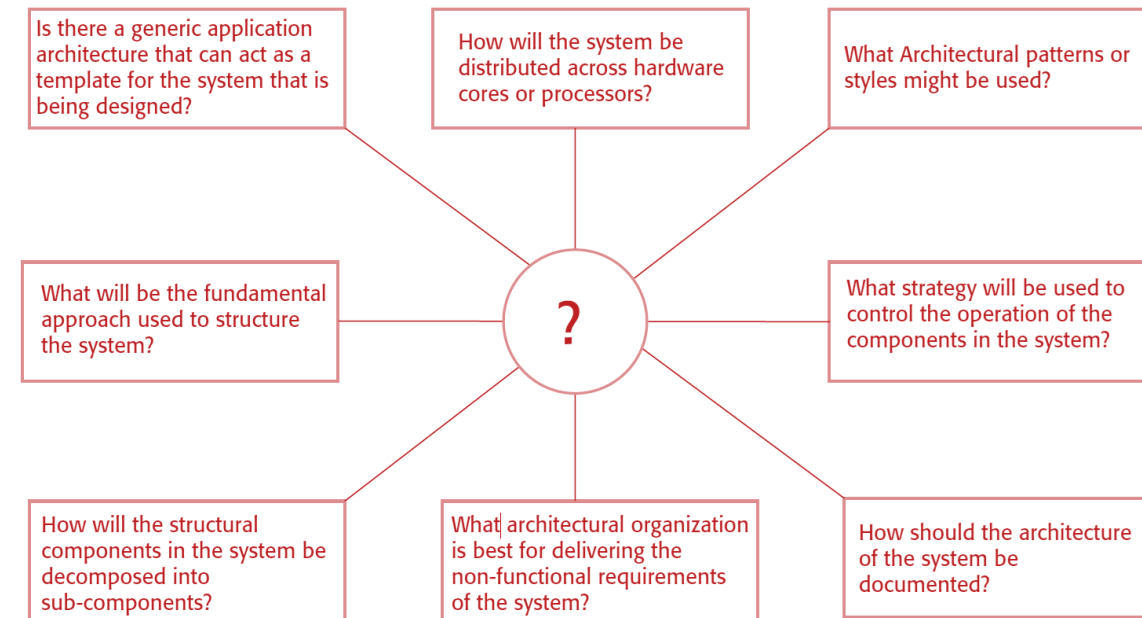 Is there a generic application
architecture that can act as a
template for the system that is
being designed?
How will the system be
distributed across hardware
cores or processors?
What Architectural patterns or
styles might be used?
What will be the fundamental
approach used to structure
the system?
?
What strategy will be used to
control the operation of the
components in the system?
How will the structural
components in the system be
decomposed into
sub-components?
What architectural organization
is best for delivering the
non-functional requirements
of the system?
How should the architecture
of the system be
documented?